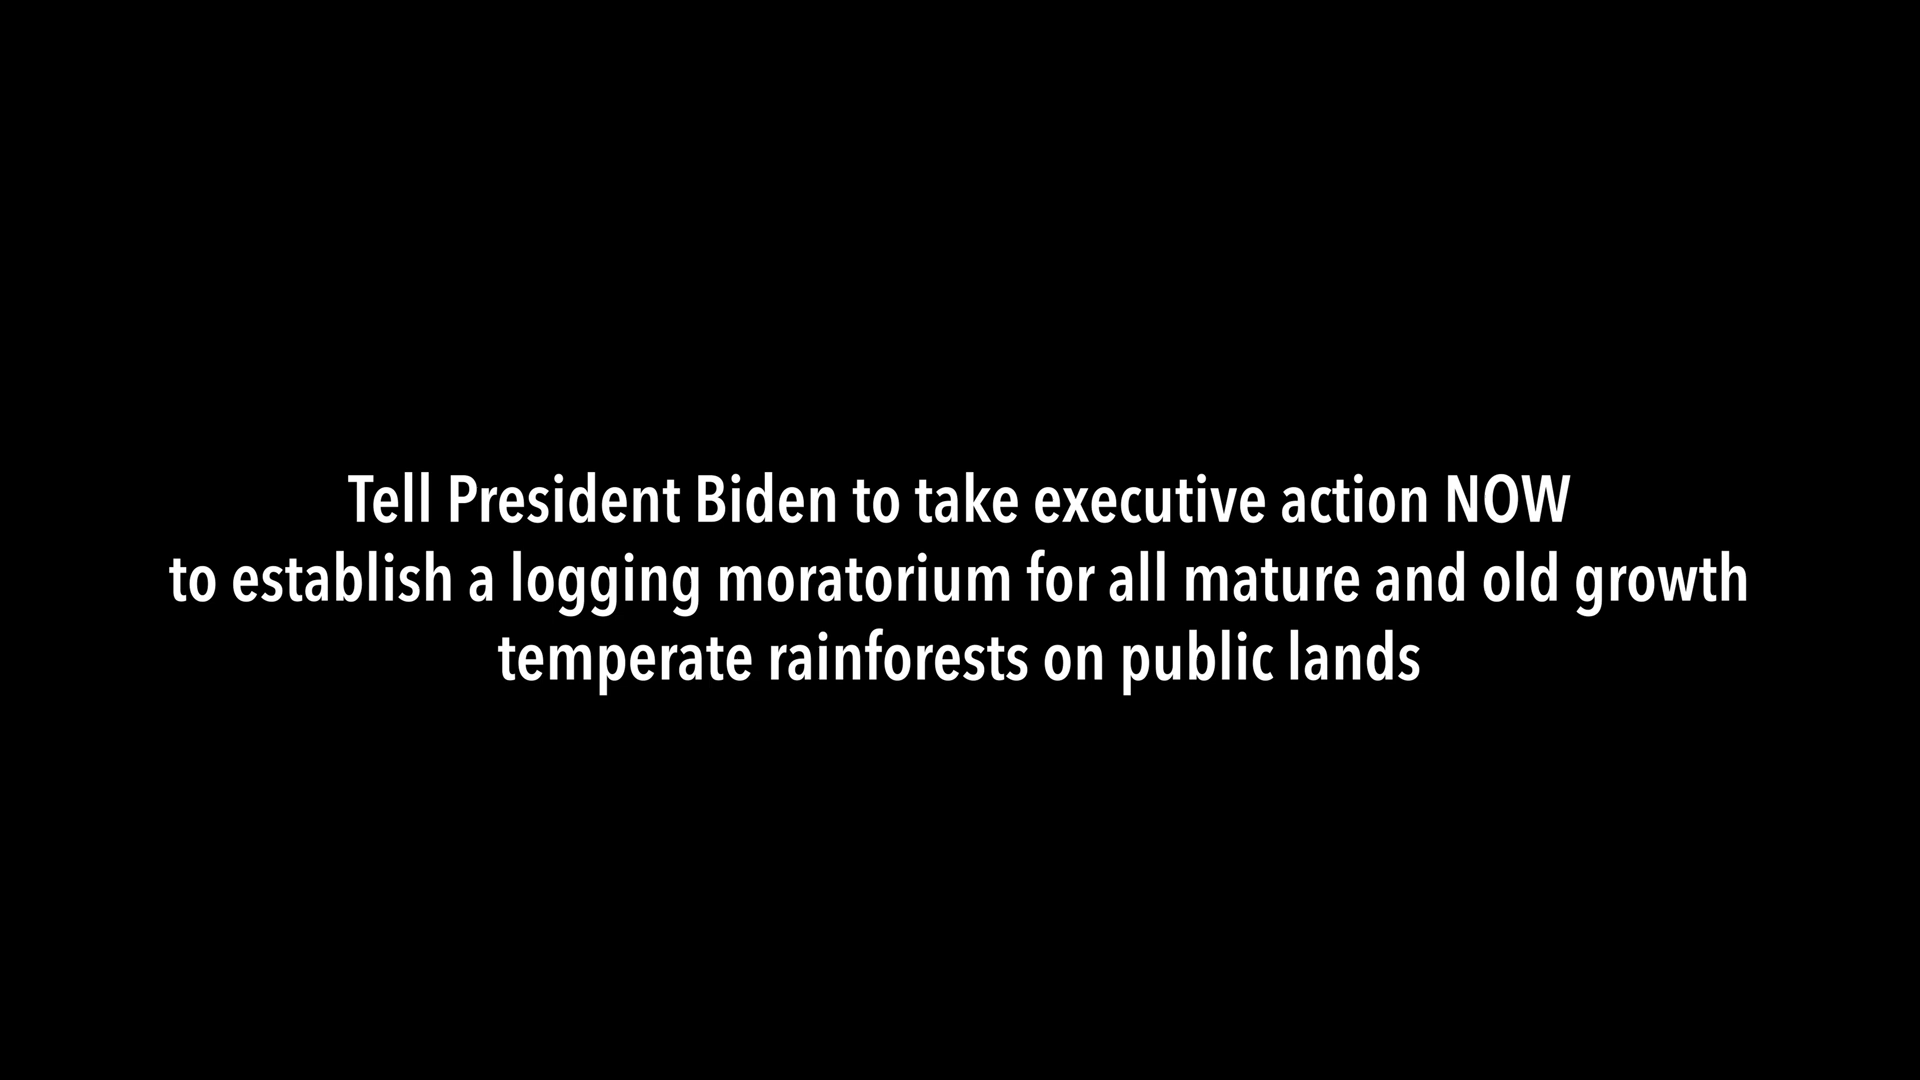 Tell President Biden to take executive action NOW
to establish a logging moratorium for all mature and old growth
temperate rainforests on public lands